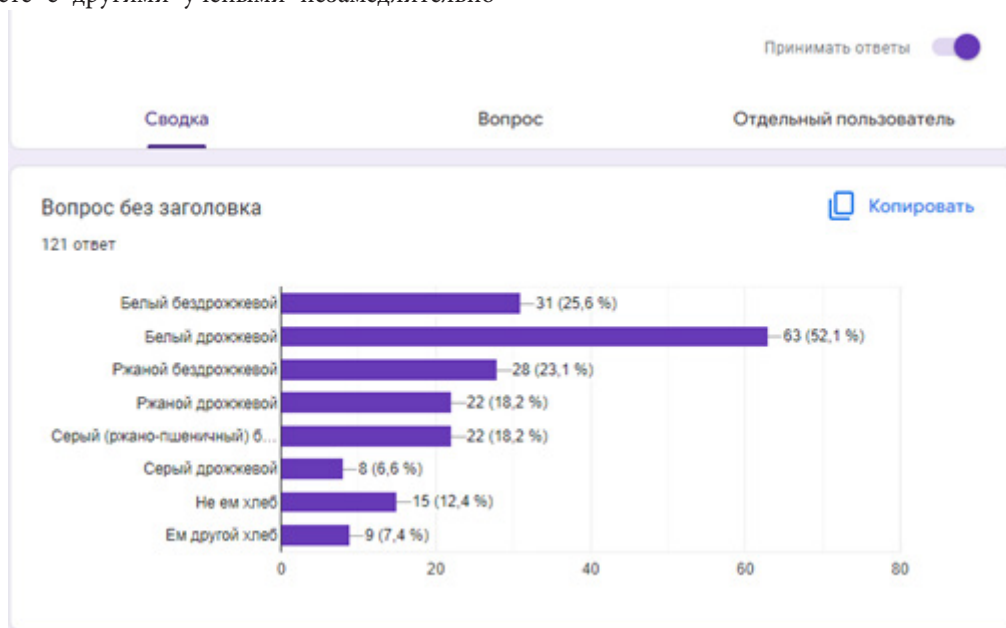 с другими учеными незамедлительно
Принимать ответы
Сводка Вопрос Отдельный пользователь
Вопрос без заголовка Копировать
121 ответ
Белый бездрожжевой 31 (25,6 %)
Белый дрожжевой 63 (52,1 %)
Ржаной бездрожжевой 28 (23,1 %)
Ржаной дрожжевой 22 (18,2 %)
Серый (ржано-пшеничный) б... 22 (18,2 %)
Серый дрожжевой 8 (6,6 %)
Не ем хлеб 15 (12,4 %)
Ем другой хлеб 9 (7,4 %)
0 20 40 60 80